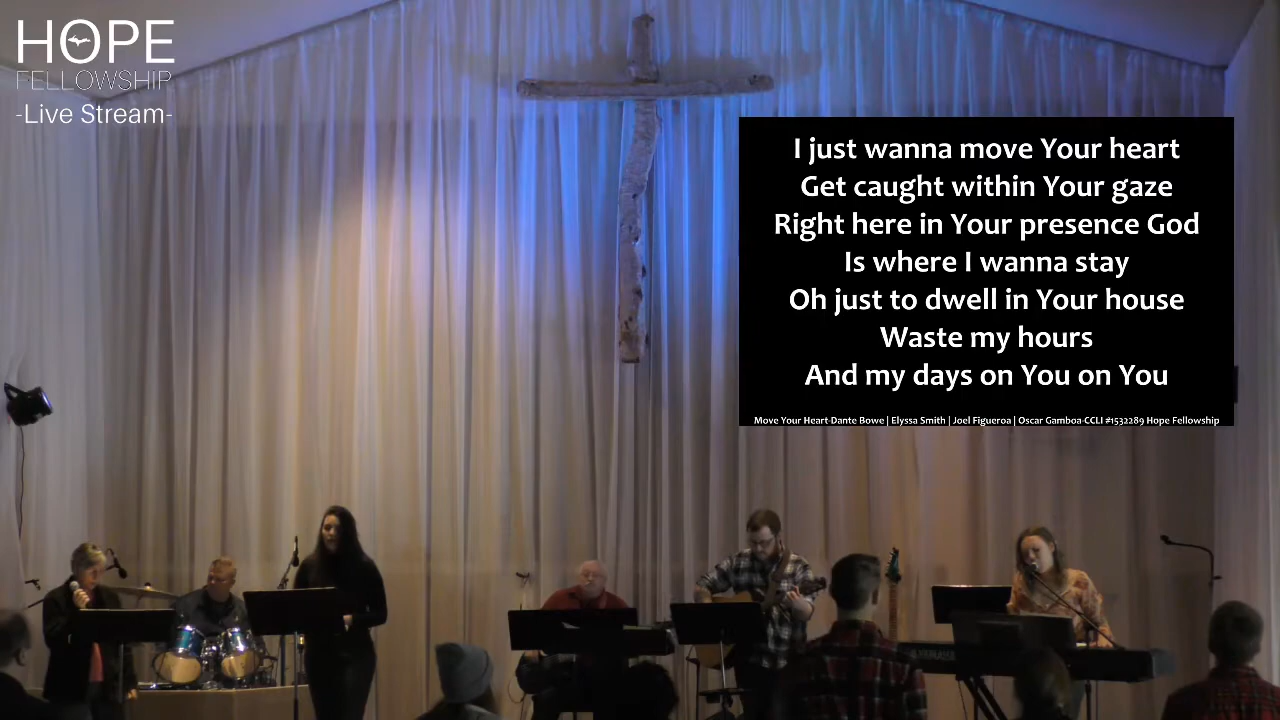 HOPE
FELLOWSHIP
-Live Stream-
I just wanna move Your heart
Get caught within Your gaze
Right here in Your presence God
Is where I wanna stay
Oh just to dwell in Your house
Waste my hours
And my days on You on You
Move Your Heart-Dante Bowe | Elyssa Smith | Joel Figueroa | Oscar Gamboa-CCLI #1532289 Hope Fellowship